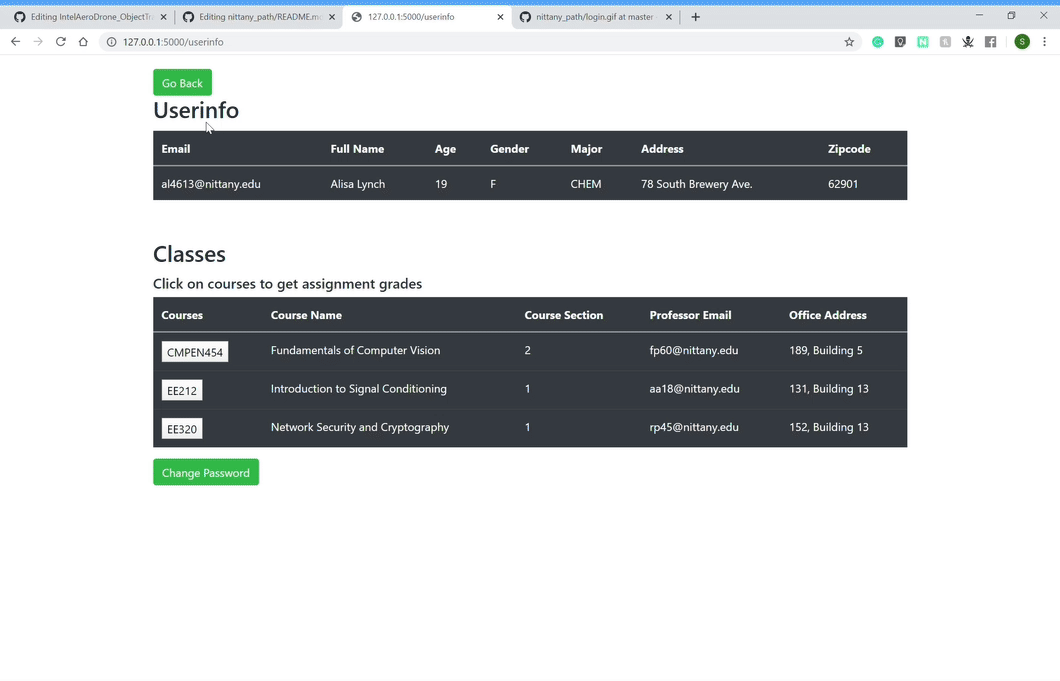 Editing IntelAeroDrone_ObjectTr
Editing nittany_path/README.m
127.0.0.1:5000/userinfo
nittany_path/login.gif at master
127.0.0.1:5000/userinfo
S
Go Back
Userinfo
Email Full Name Age Gender Major Address Zipcode
al4613@nittany.edu Alisa Lynch 19 F CHEM 78 South Brewery Ave. 62901
Classes
Click on courses to get assignment grades
Courses Course Name Course Section Professor Email Office Address
CMPEN454 Fundamentals of Computer Vision 2 fp60@nittany.edu 189, Building 5
EE212 Introduction to Signal Conditioning 1 aa18@nittany.edu 131, Building 13
EE320 Network Security and Cryptography 1 rp45@nittany.edu 152, Building 13
Change Password